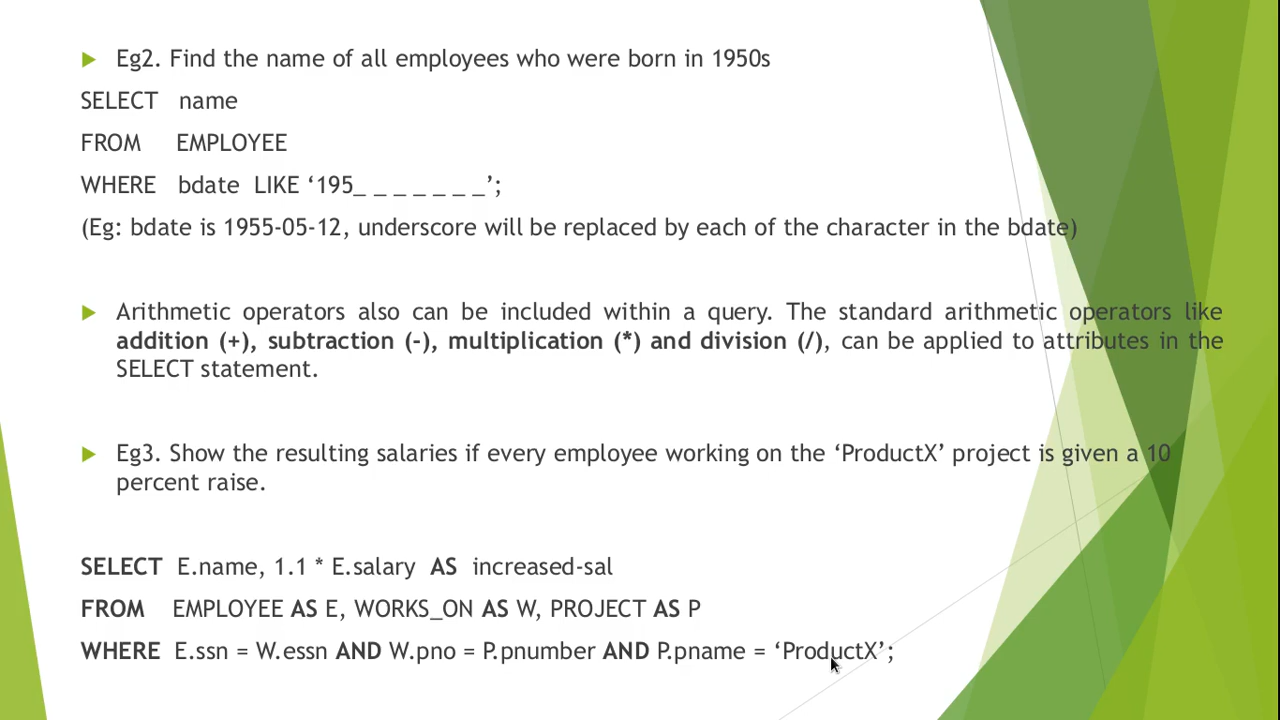 Eg2. Find the name of all employees who were born in 1950s
SELECT name
FROM EMPLOYEE
WHERE bdate LIKE ‘195_ _ _ _ _ _ _’;
(Eg: bdate is 1955-05-12, underscore will be replaced by each of the character in the bdate)
Arithmetic operators also can be included within a query. The standard arithmetic operators like
addition (+), subtraction (-), multiplication (*) and division (/), can be applied to attributes in the
SELECT statement.
Eg3. Show the resulting salaries if every employee working on the ‘ProductX’ project is given a 10
percent raise.
SELECT E.name, 1.1 * E.salary AS increased-sal
FROM EMPLOYEE AS E, WORKS_ON AS W, PROJECT AS P
WHERE E.ssn = W.essn AND W.pno = P.pnumber AND P.pname = ‘ProductX’;